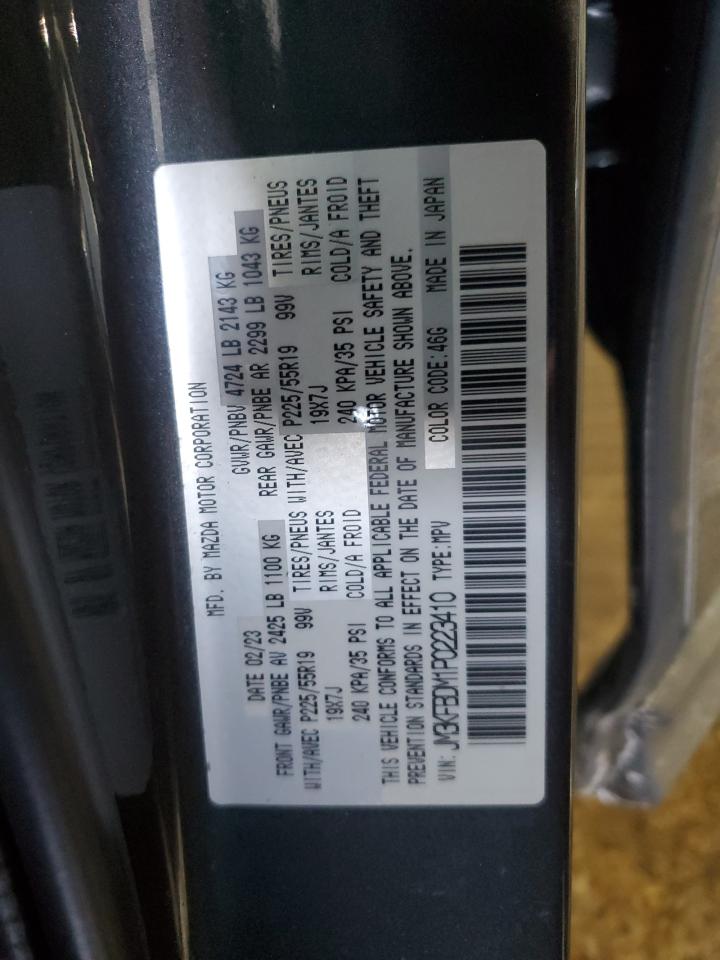 MFD. BY MAZDA MOTOR CORPORATION
DATE 02/23 GVWR/PNBV 4724 LB 2143 KG
FRONT GAWR/PNBE AV 2425 LB 1100 KG REAR GAWR/PNBE AR 2299 LB 1043 KG
WITH/AVEC P225/55R19 99V TIRES/PNEUS WITH/AVEC P225/55R19 99V TIRES/PNEUS
19X7J RIMS/JANTES 19X7J RIMS/JANTES
240 KPA/35 PSI COLD/A FROID 240 KPA/35 PSI COLD/A FROID
THIS VEHICLE CONFORMS TO ALL APPLICABLE FEDERAL MOTOR VEHICLE SAFETY AND THEFT
PREVENTION STANDARDS IN EFFECT ON THE DATE OF MANUFACTURE SHOWN ABOVE.
VIN: JM3KFBDM1P0223410 TYPE:MPV COLOR CODE:46G MADE IN JAPAN